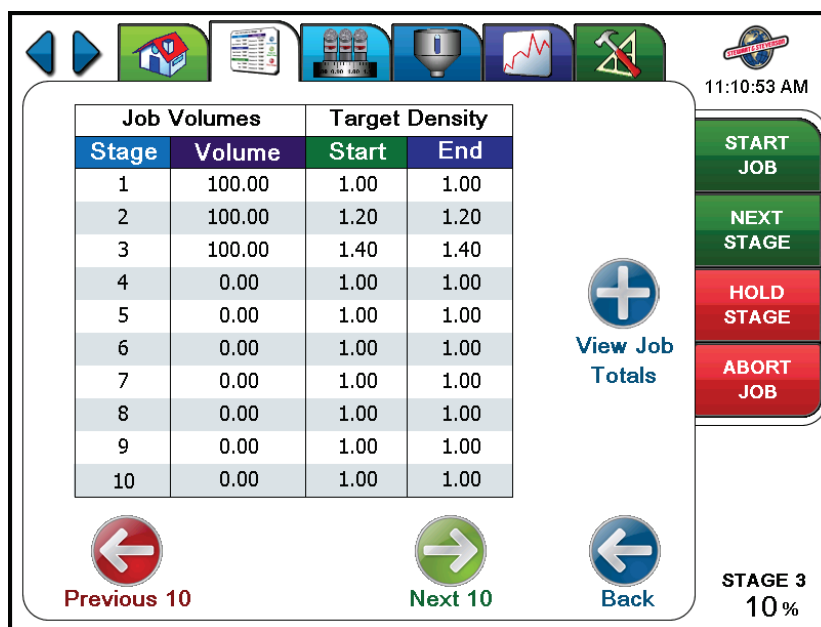 STEWART & STEVENSON
11:10:53 AM
Job Volumes Target Density
Stage Volume Start End
1 100.00 1.00 1.00
2 100.00 1.20 1.20
3 100.00 1.40 1.40
4 0.00 1.00 1.00
5 0.00 1.00 1.00
6 0.00 1.00 1.00
7 0.00 1.00 1.00
8 0.00 1.00 1.00
9 0.00 1.00 1.00
10 0.00 1.00 1.00
View Job
Totals
Previous 10
Next 10
Back
START
JOB
NEXT
STAGE
HOLD
STAGE
ABORT
JOB
STAGE 3
10 %